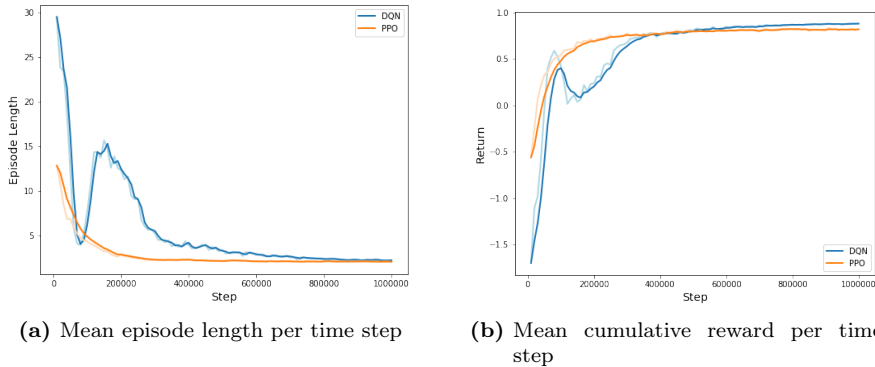 30
25
20
15
10
5
Episode Length
DQN
PPO
0
200000
400000
600000
800000
1000000
Step
(a) Mean episode length per time step
1.0
0.5
0.0
−0.5
−1.0
−1.5
Return
DQN
PPO
0
200000
400000
600000
800000
1000000
Step
(b) Mean cumulative reward per time
step